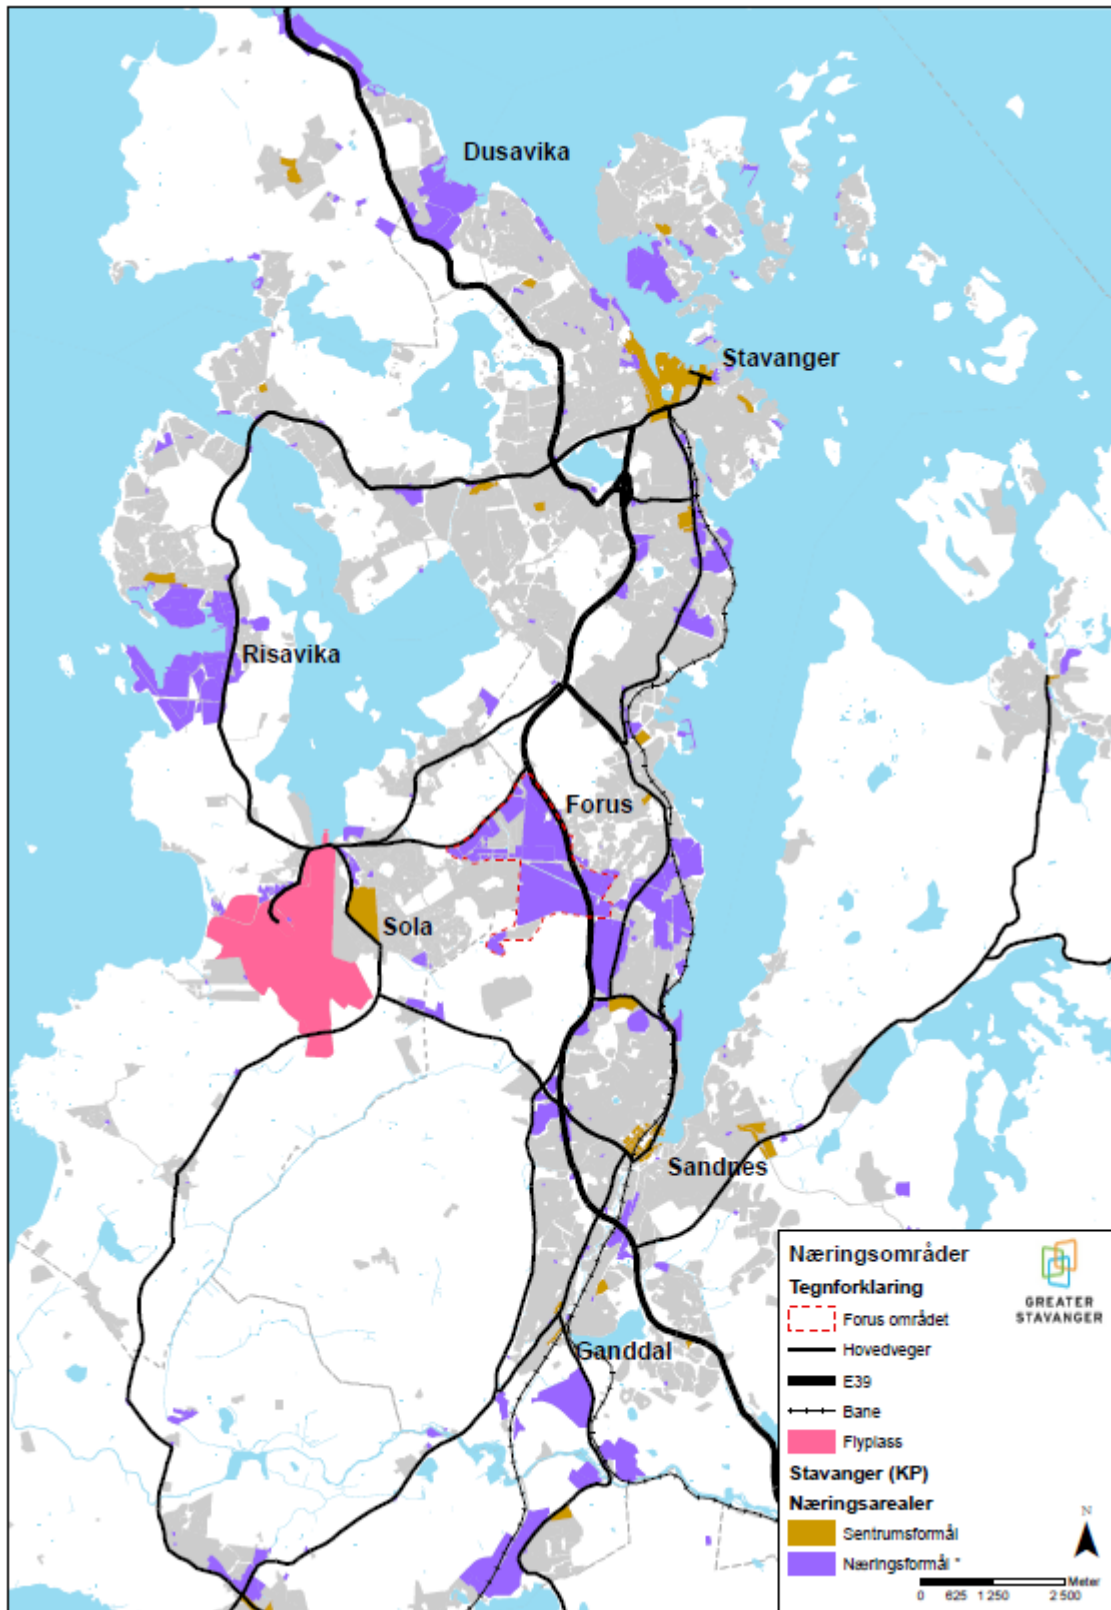 Dusavika
Stavanger
Risavika
Forus
Sola
Sandnes
Ganddal
Næringsområder
Tegnforklaring
Forus området
Hovedveger
E39
Bane
Flyplass
Stavanger (KP)
Næringsarealer
Sentrumsformål
Næringsformål *
GREATER
STAVANGER
N
Meter
0 625 1 250 2 500